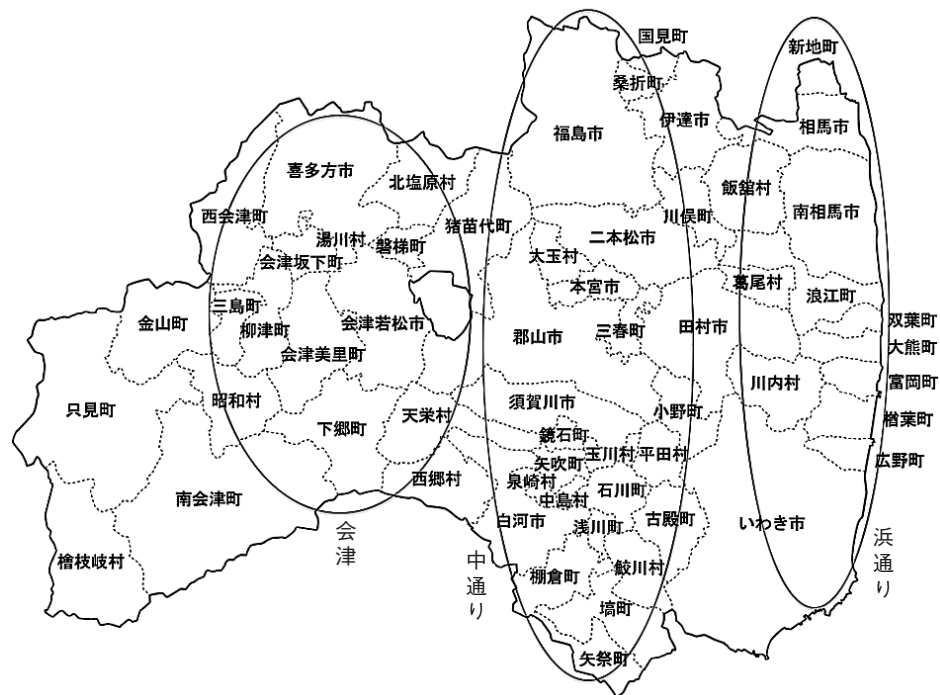 国見町
新地町
桑折町
伊達市
相馬市
福島市
喜多方市
北塩原村
飯舘村
西会津町
猪苗代町
川俣町
南相馬市
湯川村
磐梯町
二本松市
会津坂下町
大玉村
本宮市
葛尾村
浪江町
三島町
金山町
柳津町
会津若松市
郡山市
三春町
田村市
双葉町
大熊町
会津美里町
川内村
富岡町
只見町
昭和村
下郷町
天栄村
須賀川市
小野町
楢葉町
鏡石町
玉川村
平田村
矢吹町
広野町
西郷村
泉崎村
中島村
石川町
南会津町
白河市
浅川町
古殿町
いわき市
檜枝岐村
棚倉町
鮫川村
塙町
矢祭町
会津
中通り
浜通り